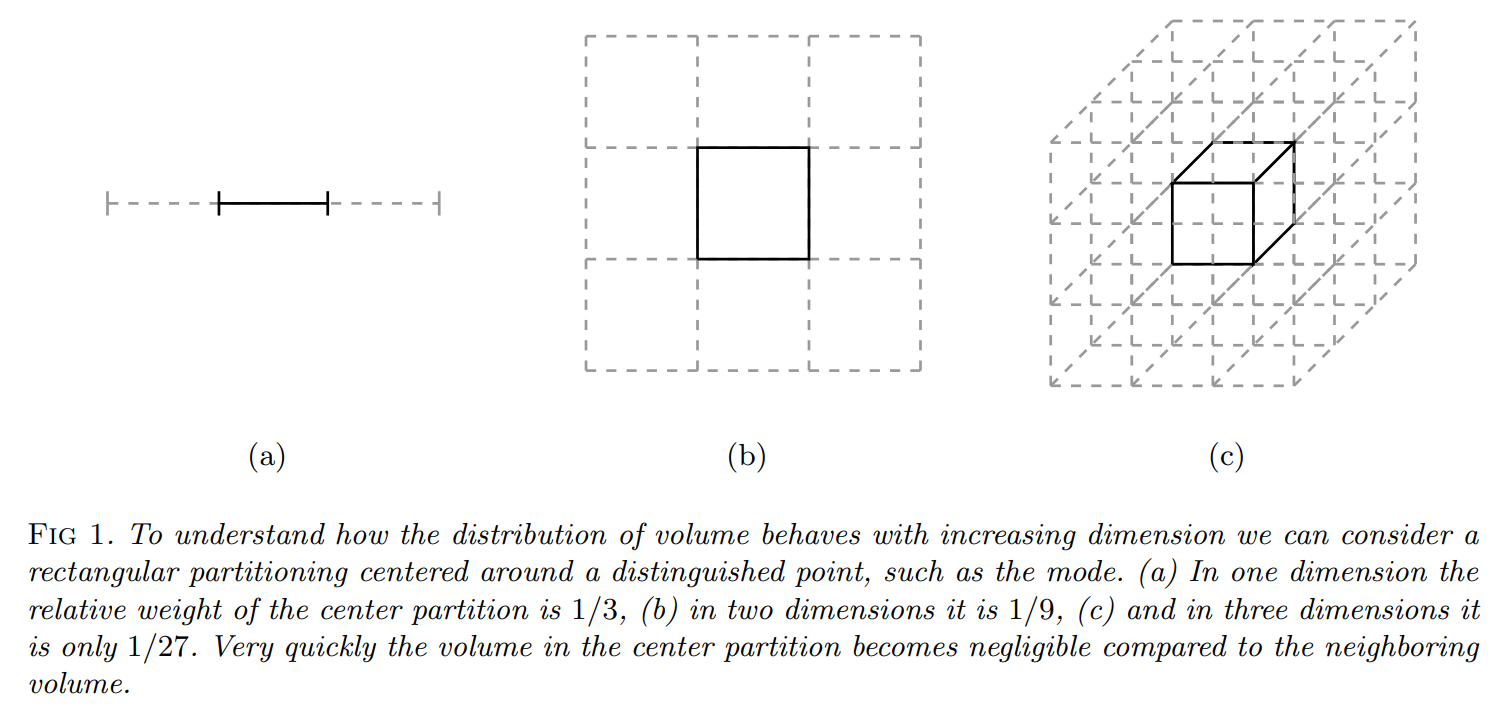 (a) (b) (c)
FIG 1. To understand how the distribution of volume behaves with increasing dimension we can consider a
rectangular partitioning centered around a distinguished point, such as the mode. (a) In one dimension the
relative weight of the center partition is 1/3, (b) in two dimensions it is 1/9, (c) and in three dimensions it
is only 1/27. Very quickly the volume in the center partition becomes negligible compared to the neighboring
volume.